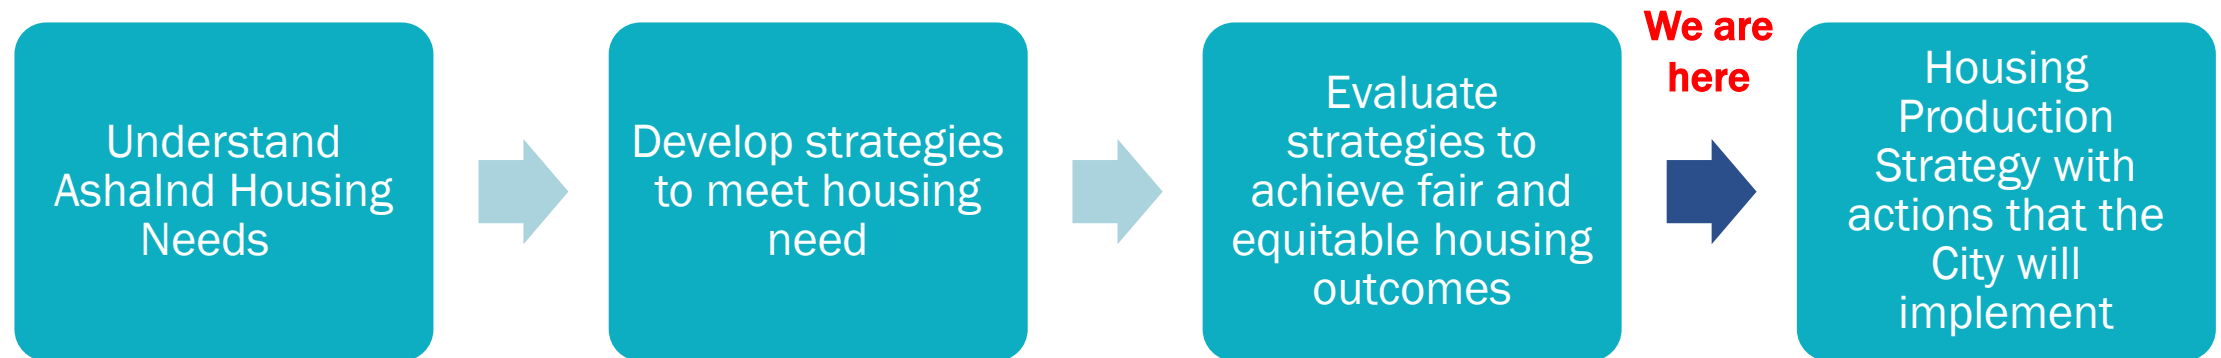 Understand
Ashalnd Housing
Needs
Develop strategies
to meet housing
need
Evaluate
strategies to
achieve fair and
equitable housing
outcomes
We are
here
Housing
Production
Strategy with
actions that the
City will
implement